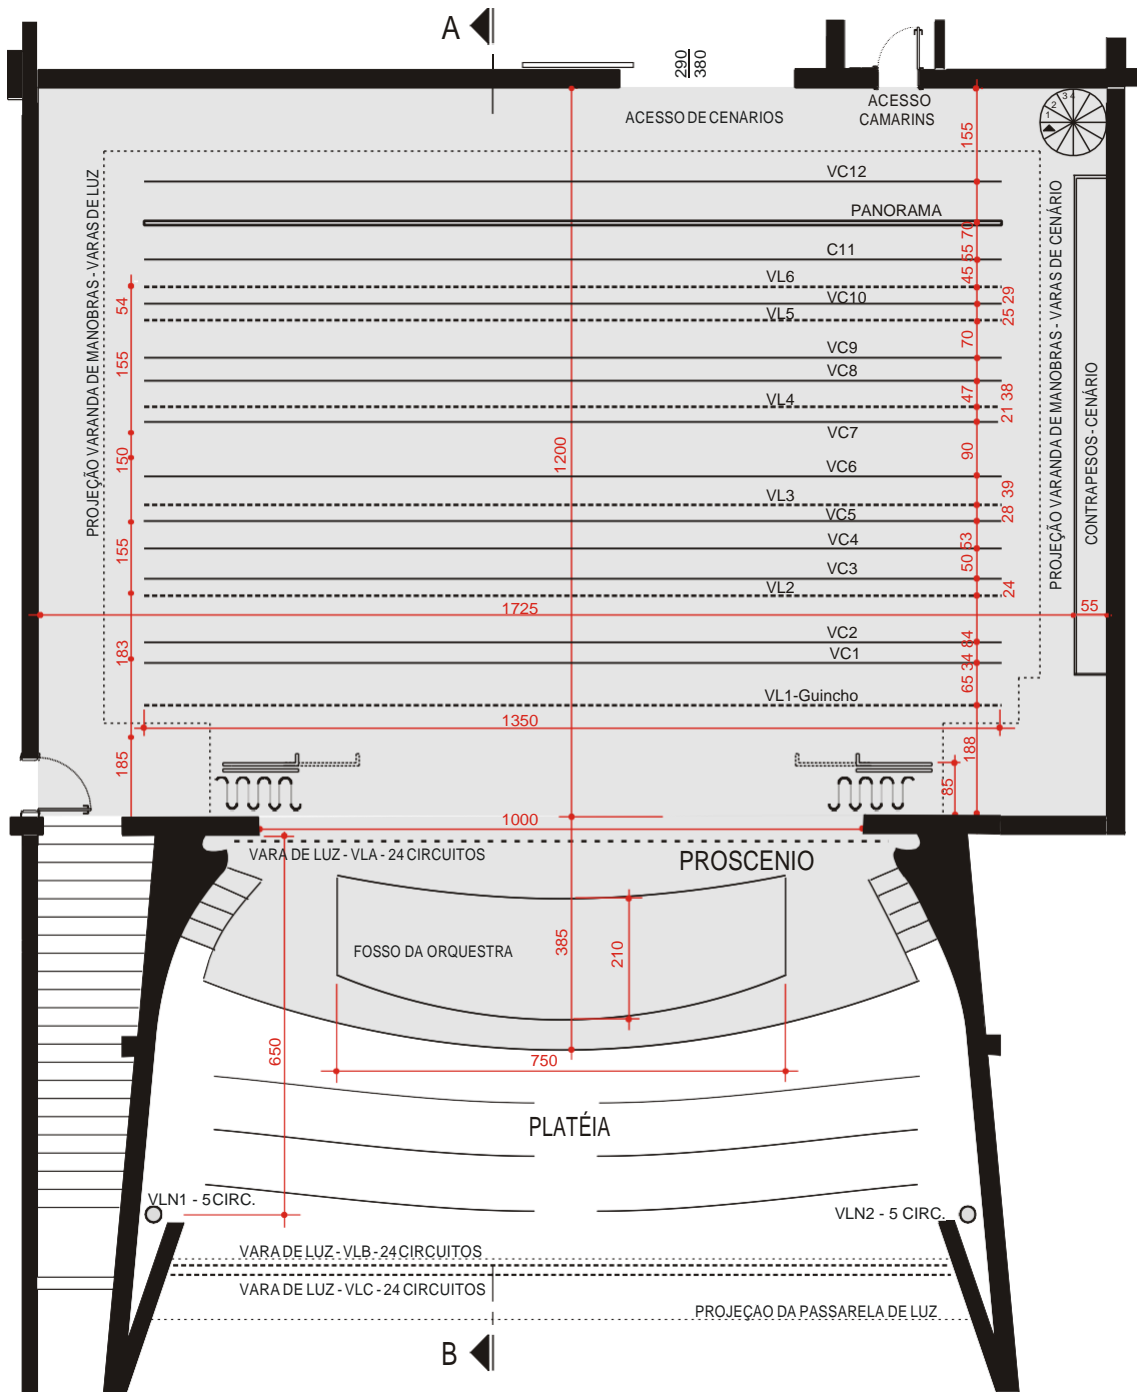 A
290
380
ACESSO DE CENARIOS
ACESSO
CAMARINS
1
2
3
4
155
VC12
PANORAMA
70
C11
55
VL6
45
VC10
29
VL5
25
54
155
VC9
70
VC8
38
VL4
47
21
VC7
1200
150
VC6
90
39
VL3
28
VC5
155
VC4
53
VC3
50
VL2
24
1725
55
VC2
84
VC1
34
183
65
VL1-Guincho
1350
185
188
85
PROJEÇÃO VARANDA DE MANOBRAS - VARAS DE LUZ
PROJEÇÃO VARANDA DE MANOBRAS - VARAS DE CENÁRIO
CONTRAPESOS-CENÁRIO
1000
VARA DE LUZ - VLA - 24 CIRCUITOS
PROSCENIO
FOSSO DA ORQUESTRA
385
210
650
750
PLATÉIA
VLN1 - 5 CIRC.
VLN2 - 5 CIRC.
VARA DE LUZ - VLB - 24 CIRCUITOS
VARA DE LUZ - VLC - 24 CIRCUITOS
PROJEÇAO DA PASSARELA DE LUZ
B